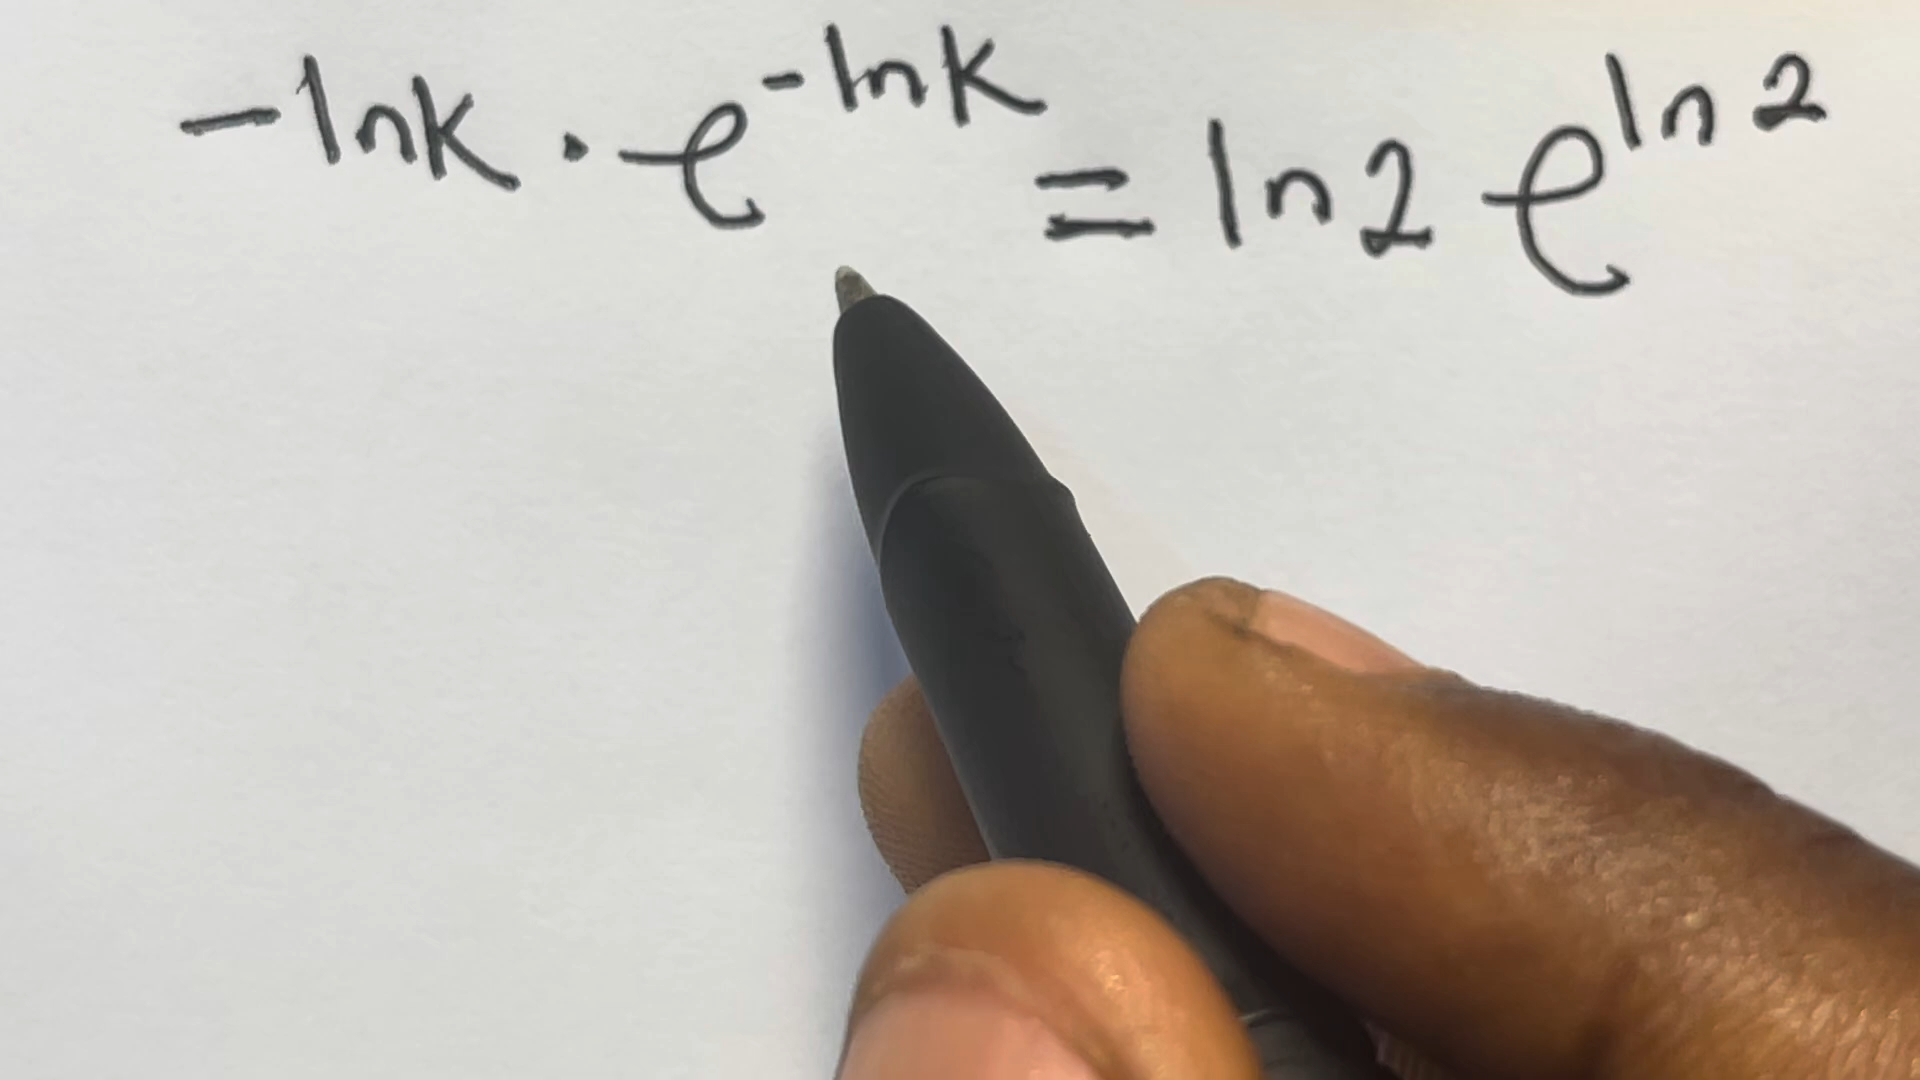 -lnk · e^{-lnk} = ln2 e^{ln2}